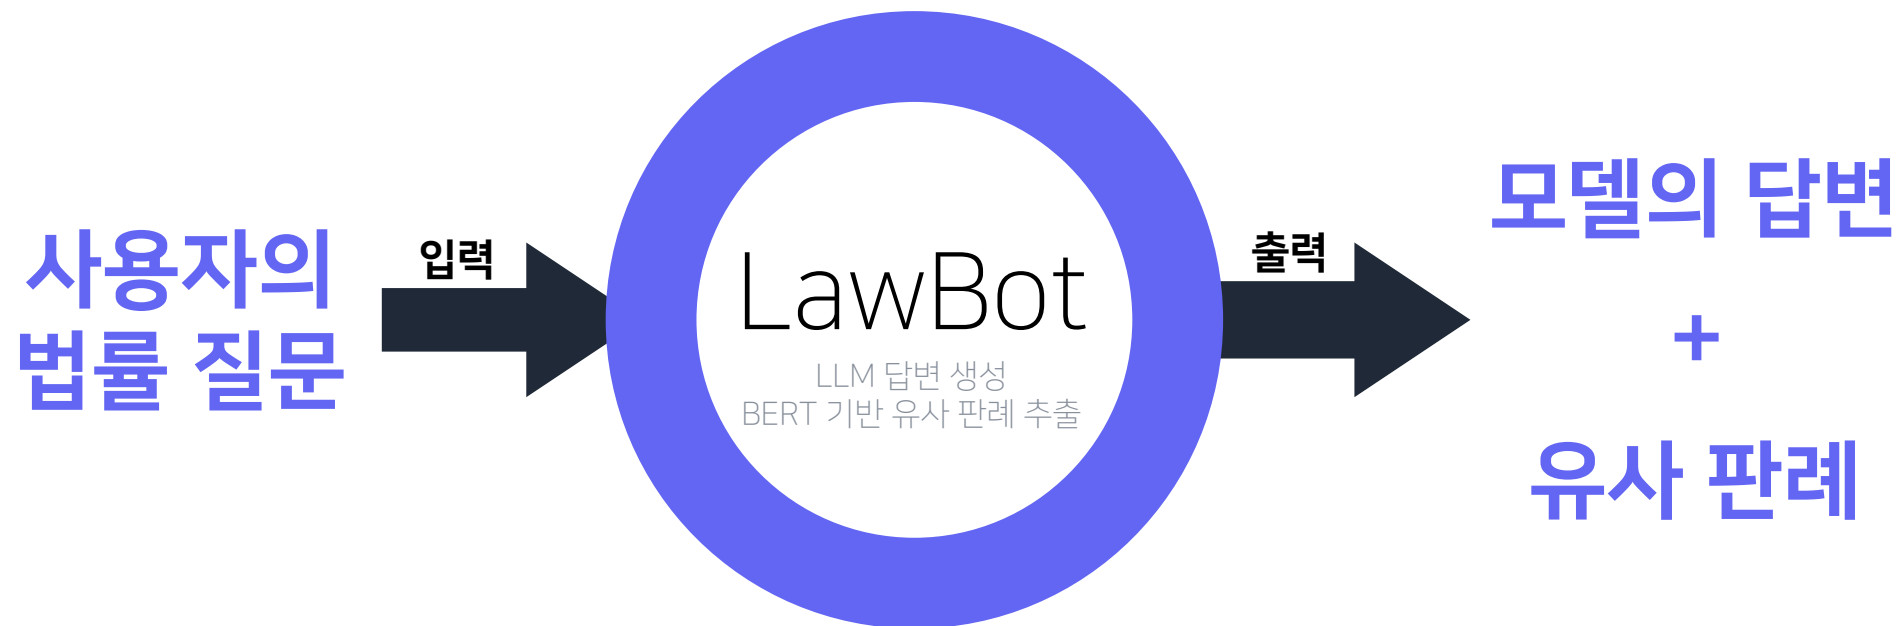 사용자의
법률 질문
입력
LawBot
LLM 답변 생성
BERT 기반 유사 판례 추출
출력
모델의 답변
+
유사 판례